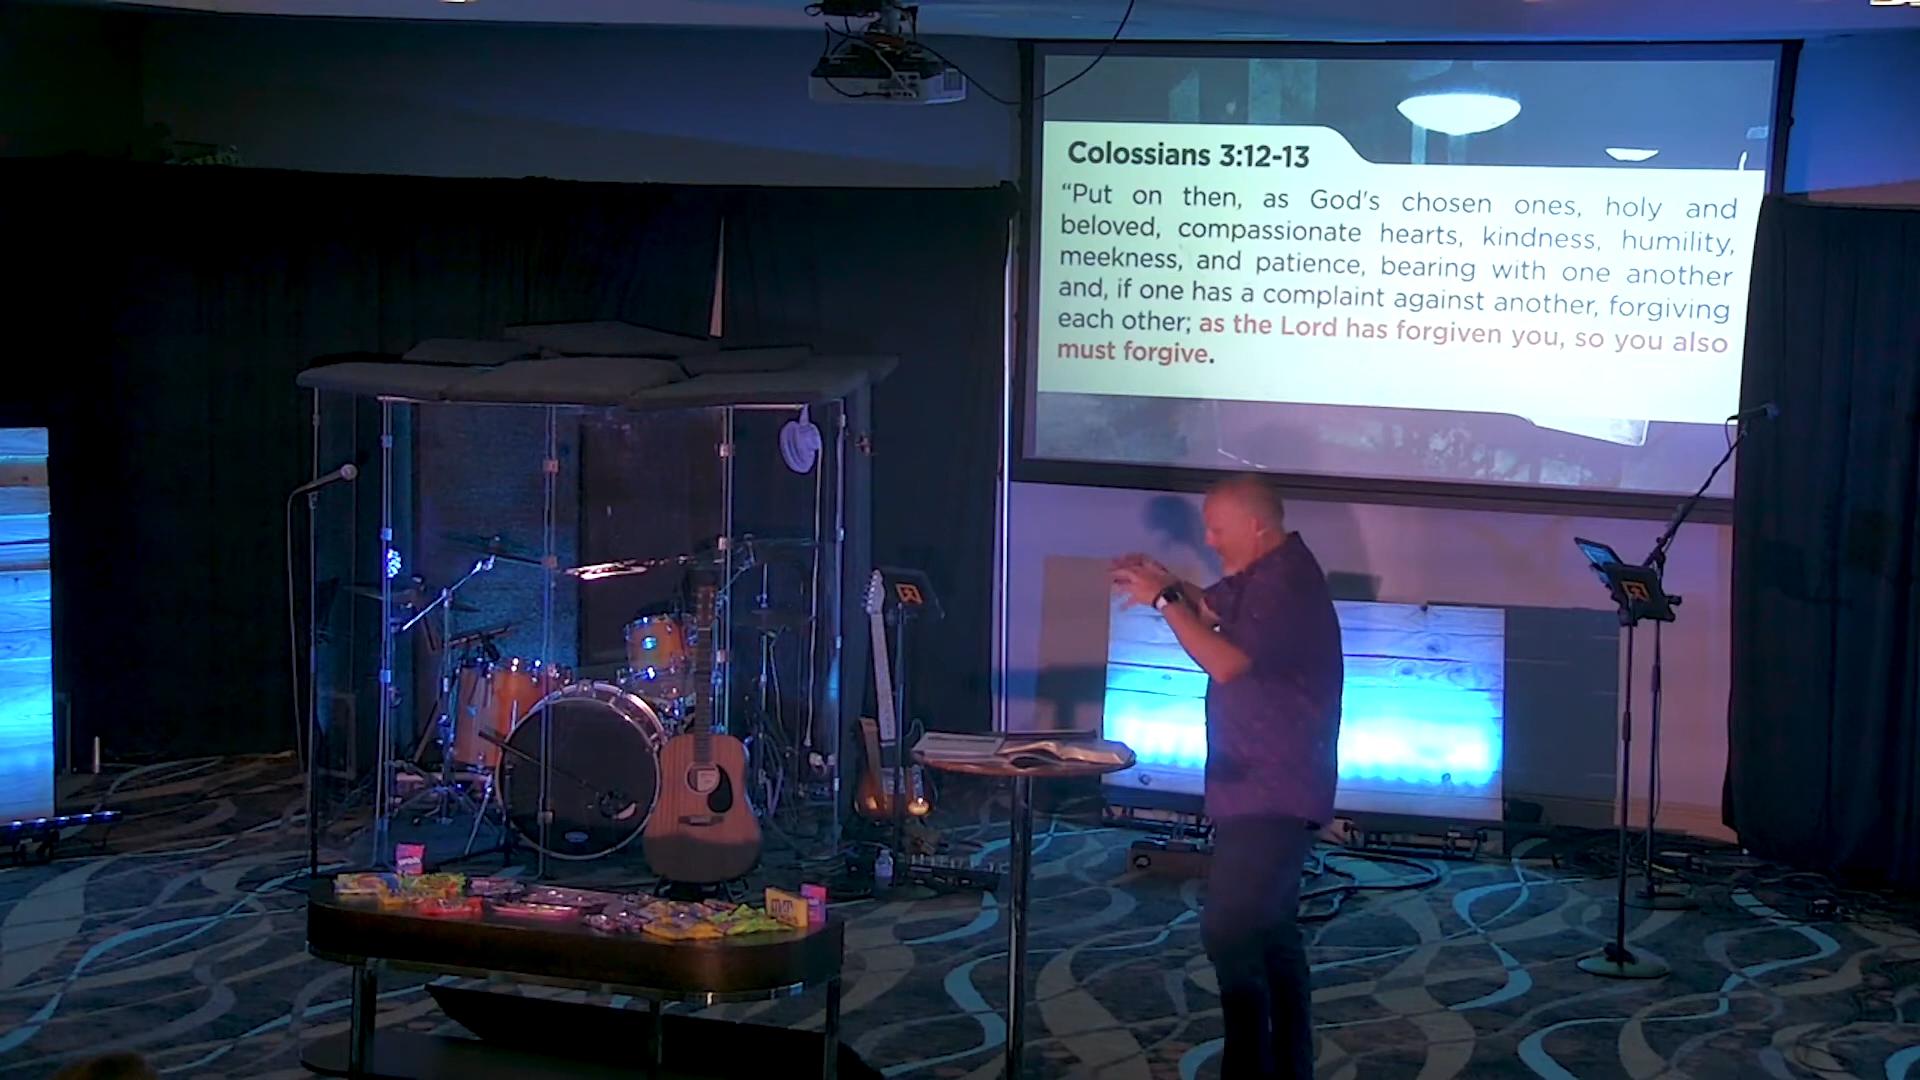 Colossians 3:12-13
“Put on then, as God's chosen ones, holy and
beloved, compassionate hearts, kindness, humility,
meekness, and patience, bearing with one another
and, if one has a complaint against another, forgiving
each other; as the Lord has forgiven you, so you also
must forgive.